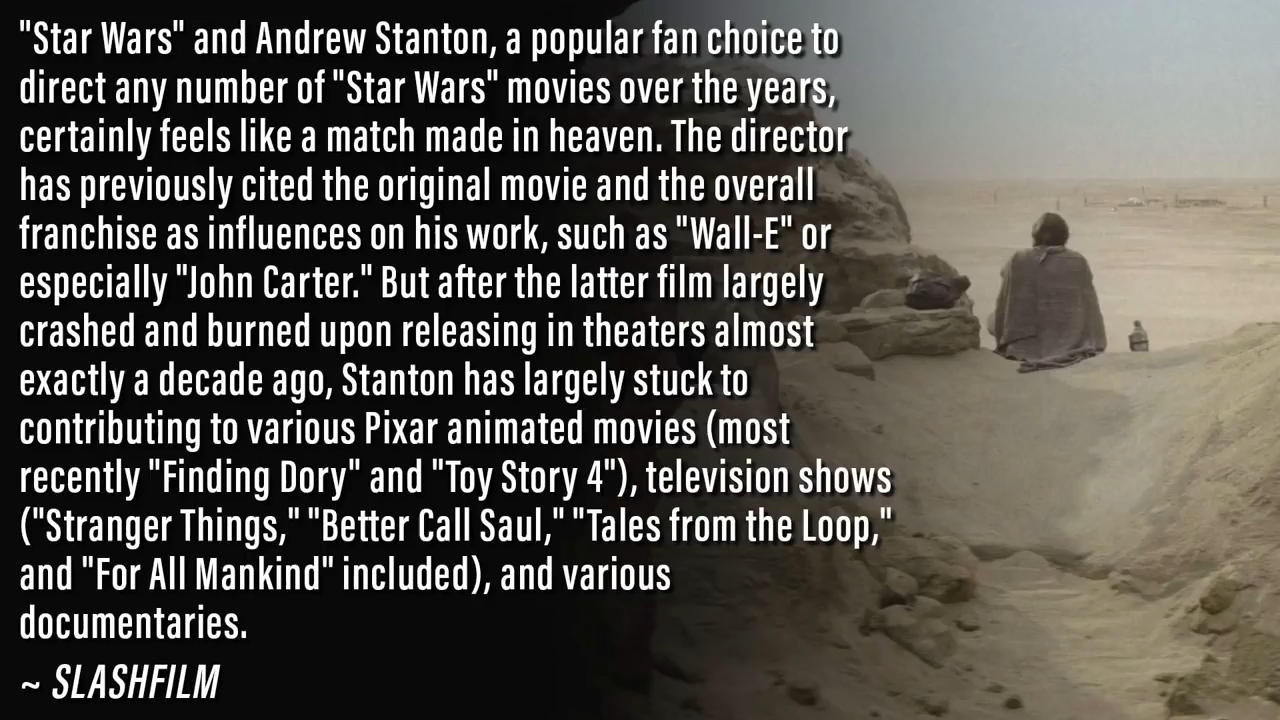 "Star Wars" and Andrew Stanton, a popular fan choice to
direct any number of "Star Wars" movies over the years,
certainly feels like a match made in heaven. The director
has previously cited the original movie and the overall
franchise as influences on his work, such as "Wall-E" or
especially "John Carter." But after the latter film largely
crashed and burned upon releasing in theaters almost
exactly a decade ago, Stanton has largely stuck to
contributing to various Pixar animated movies (most
recently "Finding Dory" and "Toy Story 4"), television shows
("Stranger Things," "Better Call Saul," "Tales from the Loop,"
and "For All Mankind" included), and various
documentaries.
~ SLASHFILM